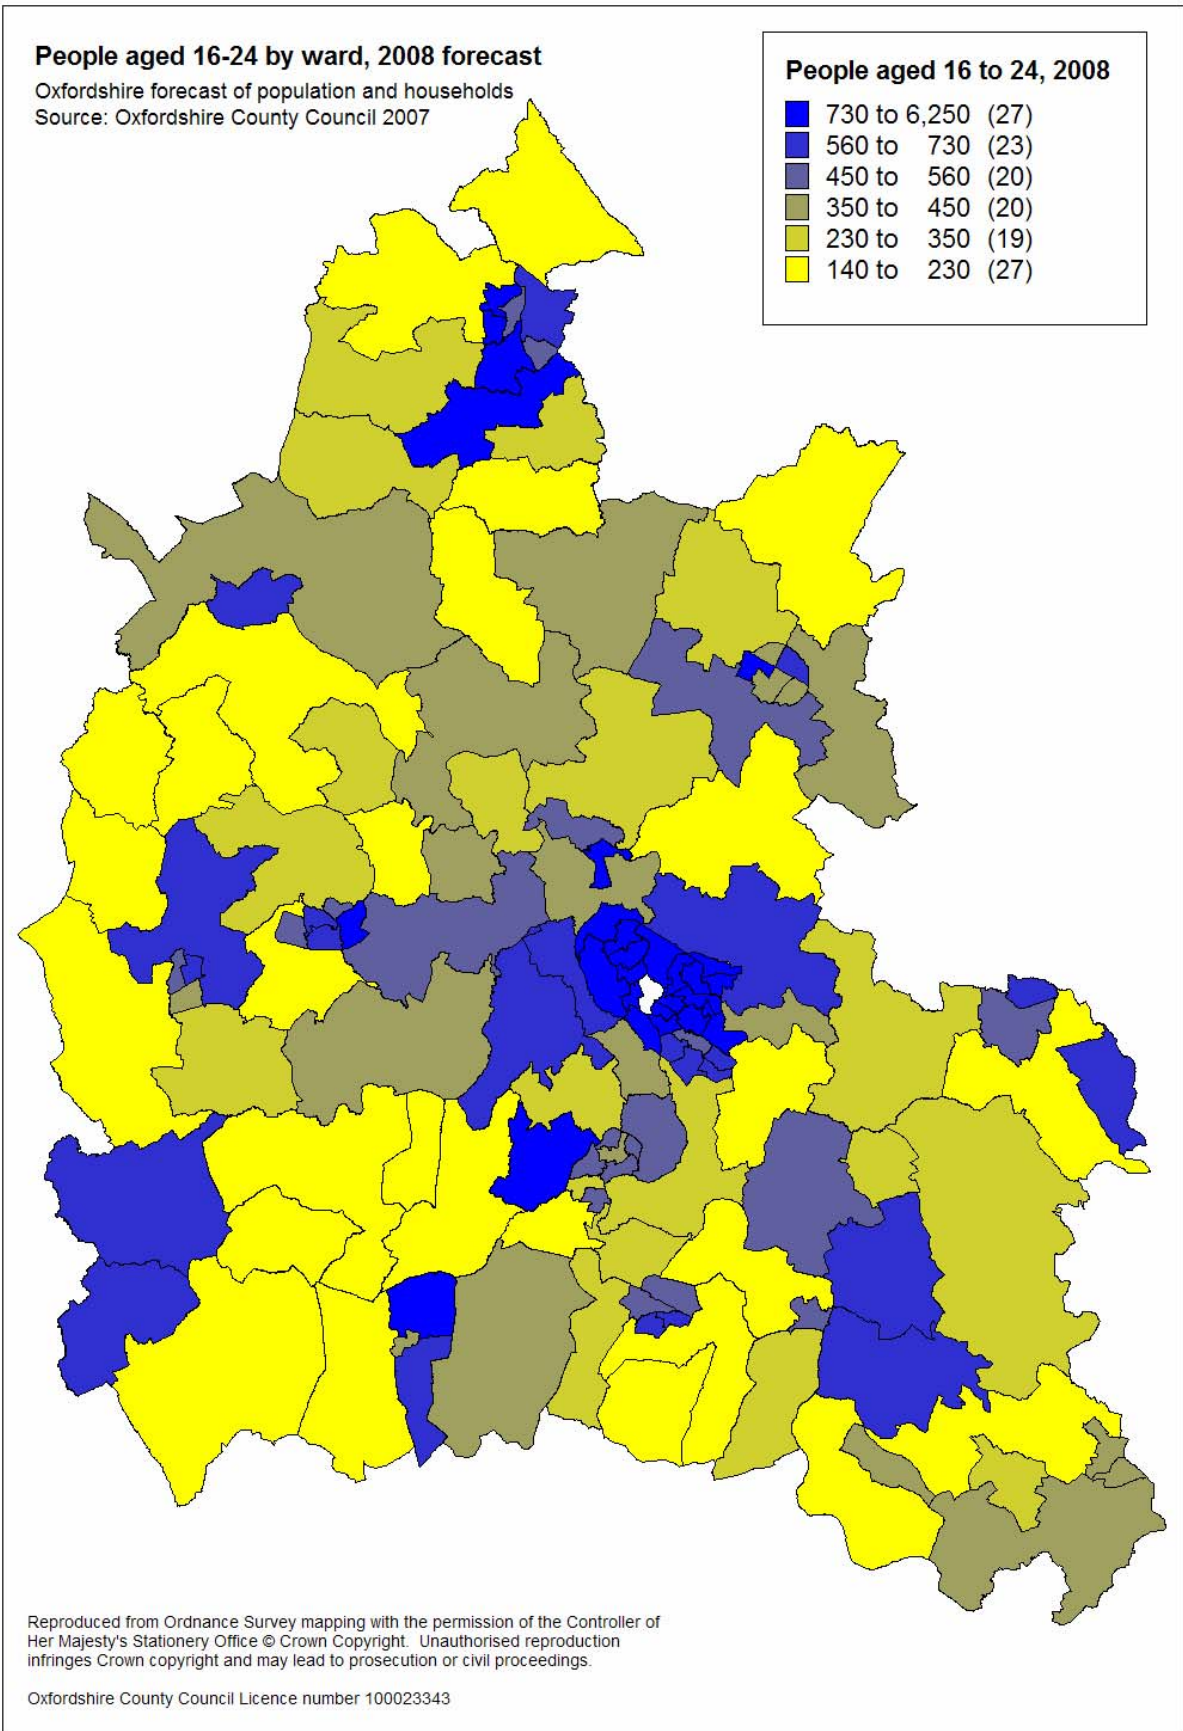 People aged 16-24 by ward, 2008 forecast
Oxfordshire forecast of population and households
Source: Oxfordshire County Council 2007
People aged 16 to 24, 2008
730 to 6,250 (27)
560 to 730 (23)
450 to 560 (20)
350 to 450 (20)
230 to 350 (19)
140 to 230 (27)
Reproduced from Ordnance Survey mapping with the permission of the Controller of
Her Majesty's Stationery Office © Crown Copyright. Unauthorised reproduction
infringes Crown copyright and may lead to prosecution or civil proceedings.
Oxfordshire County Council Licence number 100023343